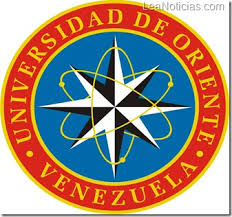 LeaNoticias.com
UNIVERSIDAD DE ORIENTE
• VENEZUELA •